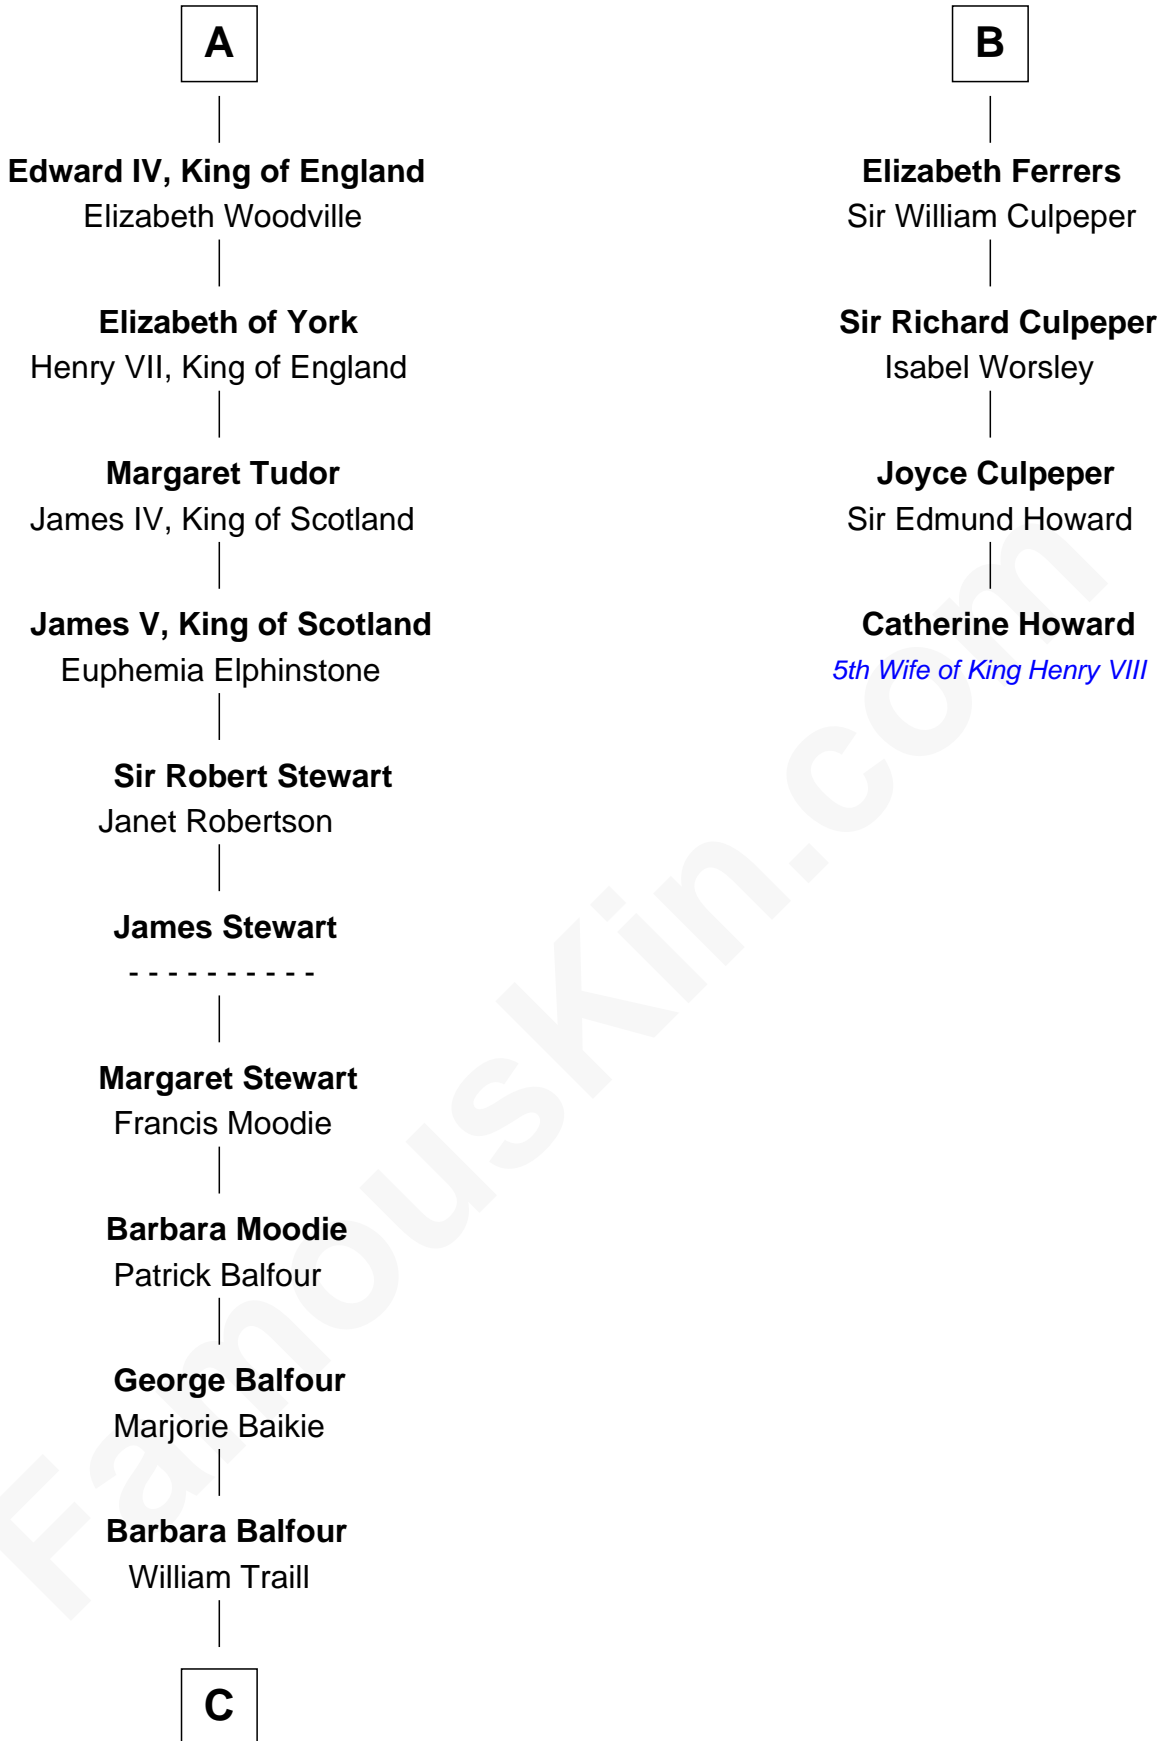 A
Edward IV, King of England
Elizabeth Woodville
Elizabeth of York
Henry VII, King of England
Margaret Tudor
James IV, King of Scotland
James V, King of Scotland
Euphemia Elphinstone
Sir Robert Stewart
Janet Robertson
James Stewart
- - - - - - - - - -
Margaret Stewart
Francis Moodie
Barbara Moodie
Patrick Balfour
George Balfour
Marjorie Baikie
Barbara Balfour
William Traill
C
B
Elizabeth Ferrers
Sir William Culpeper
Sir Richard Culpeper
Isabel Worsley
Joyce Culpeper
Sir Edmund Howard
Catherine Howard
5th Wife of King Henry VIII
FamousKin.com